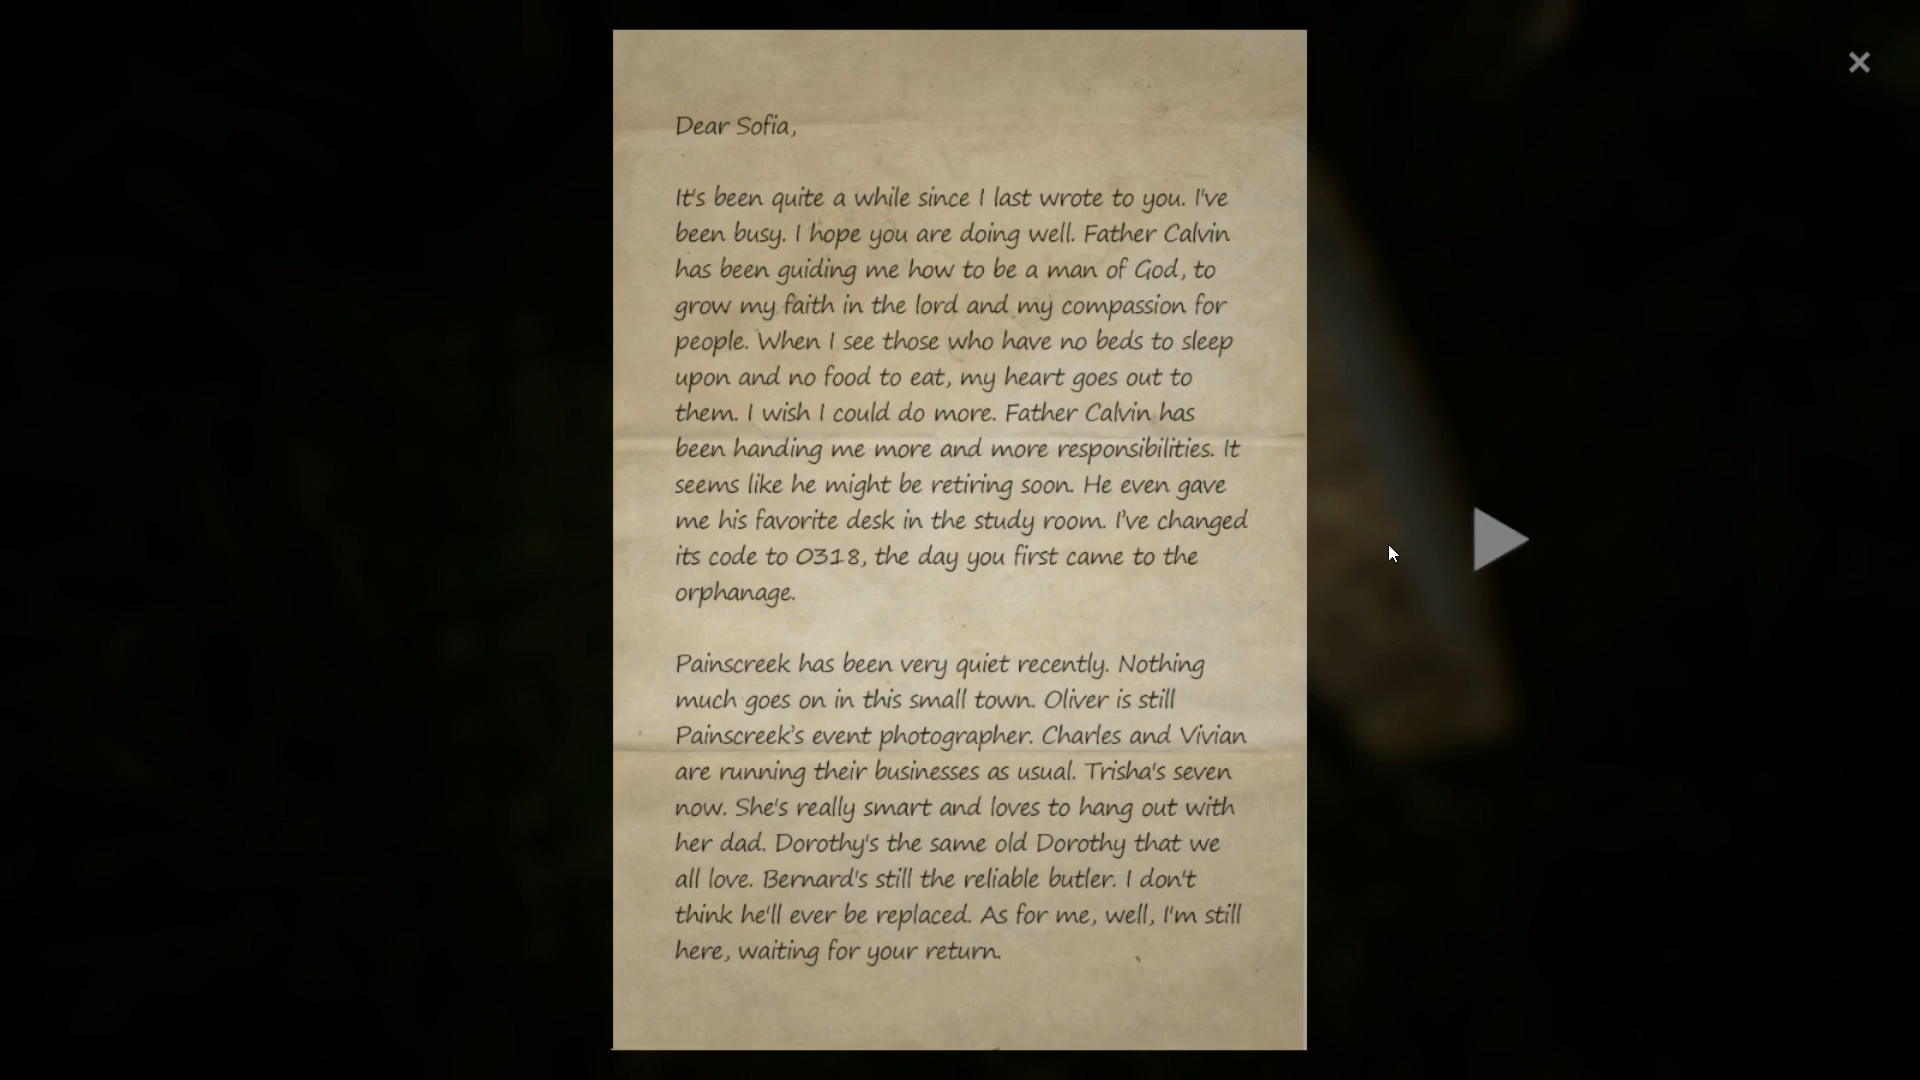 Dear Sofia,
It's been quite a while since I last wrote to you. I've
been busy. I hope you are doing well. Father Calvin
has been guiding me how to be a man of God, to
grow my faith in the lord and my compassion for
people. When I see those who have no beds to sleep
upon and no food to eat, my heart goes out to
them. I wish I could do more. Father Calvin has
been handing me more and more responsibilities. It
seems like he might be retiring soon. He even gave
me his favorite desk in the study room. I've changed
its code to 0318, the day you first came to the
orphanage.
Painscreek has been very quiet recently. Nothing
much goes on in this small town. Oliver is still
Painscreek's event photographer. Charles and Vivian
are running their businesses as usual. Trisha's seven
now. She's really smart and loves to hang out with
her dad. Dorothy's the same old Dorothy that we
all love. Bernard's still the reliable butler. I don't
think he'll ever be replaced. As for me, well, I'm still
here, waiting for your return.